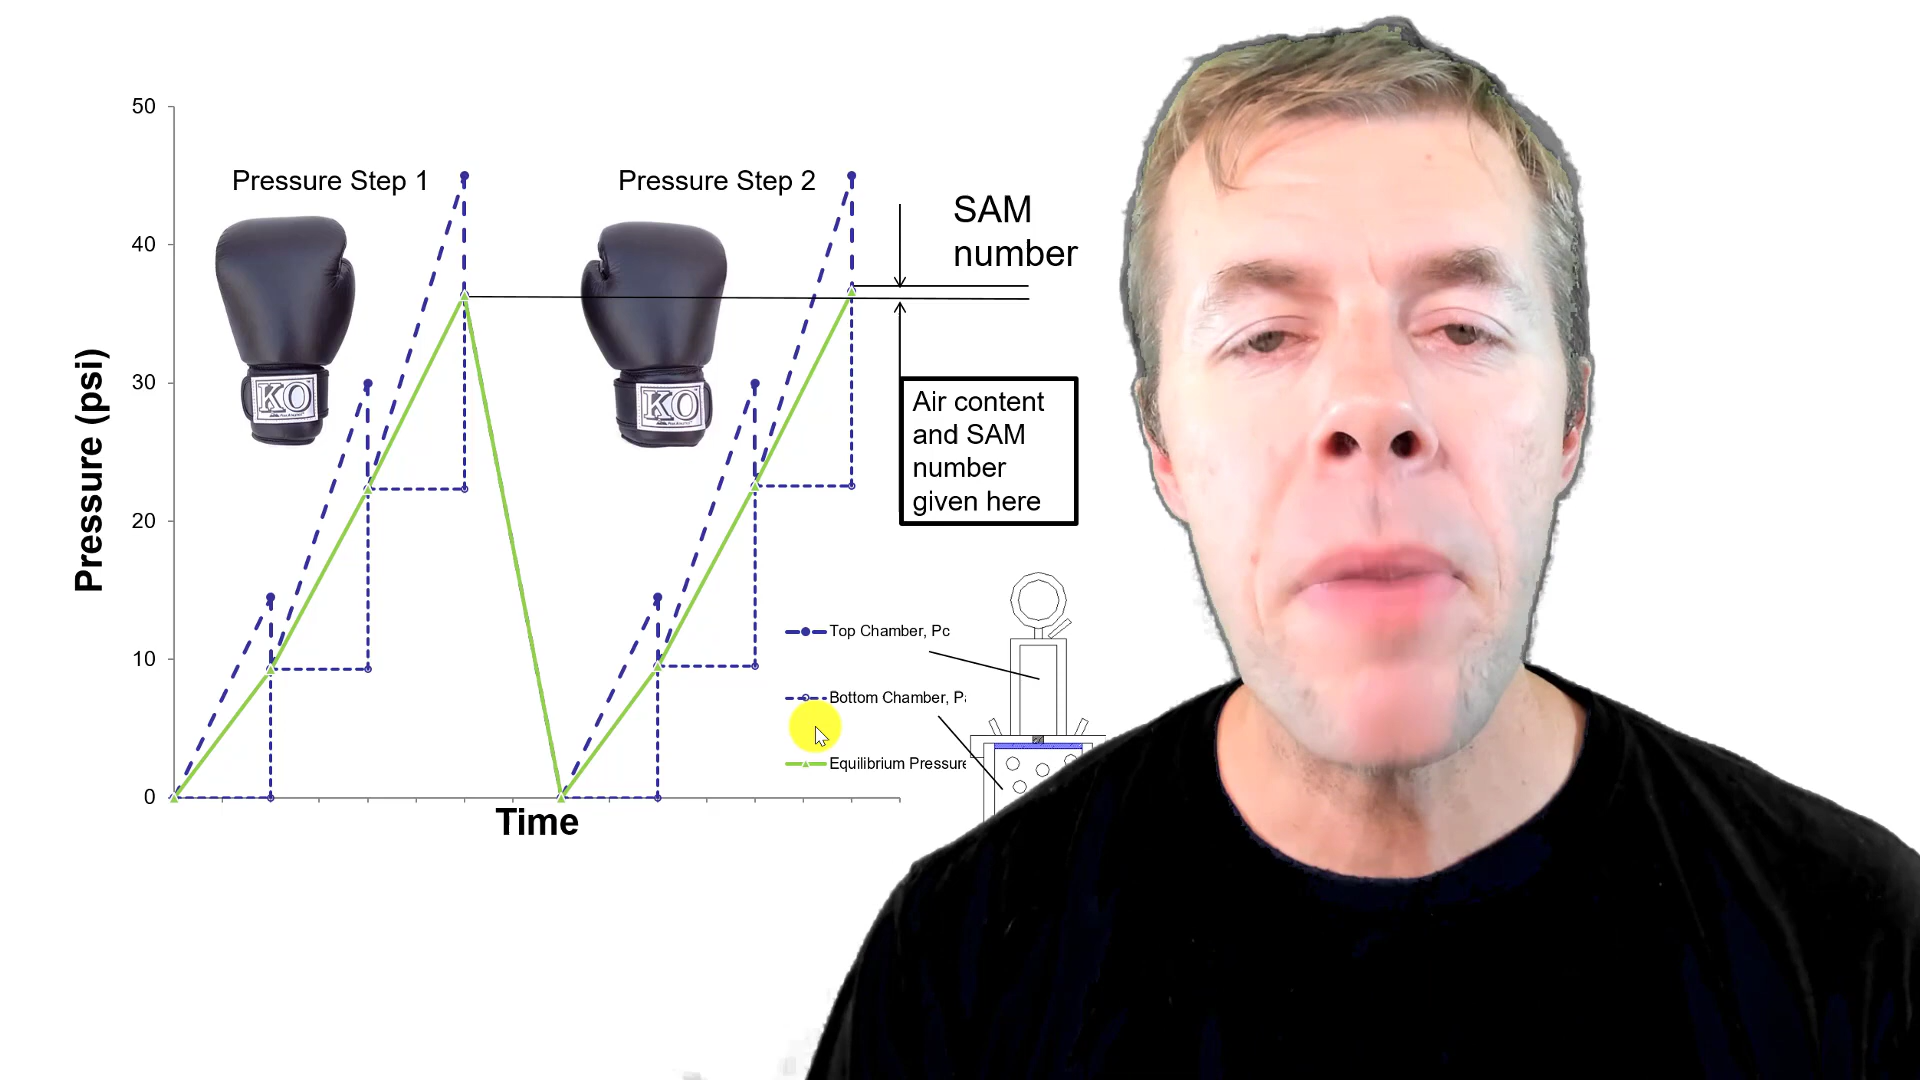 50
Pressure Step 1
Pressure Step 2
SAM
number
40
KO
KO
30
Air content
and SAM
number
given here
Pressure (psi)
20
10
Top Chamber, Pc
Bottom Chamber, Pa
Equilibrium Pressure
0
Time